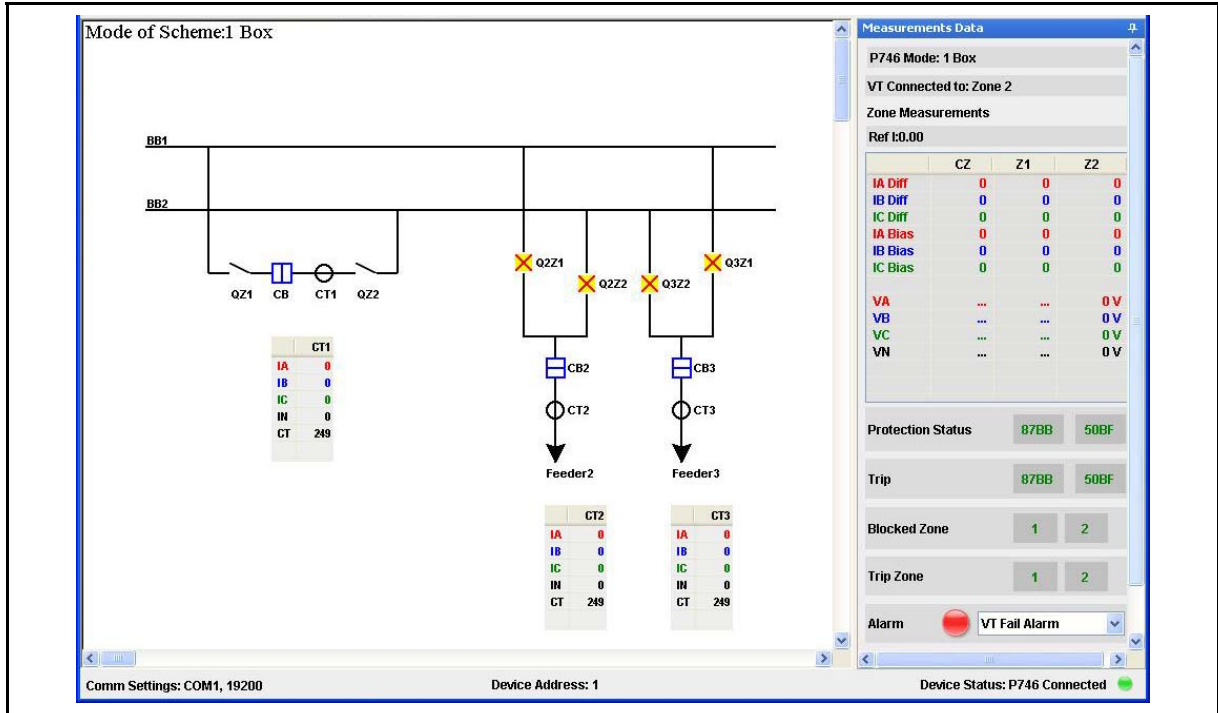 Mode of Scheme:1 Box
BB1
BB2
QZ1 CB CT1 QZ2
Q2Z1
Q2Z2
Q3Z2
Q3Z1
CB2
CB3
CT2
CT3
Feeder2
Feeder3
CT1
IA 0
IB 0
IC 0
IN 0
CT 249
CT2
IA 0
IB 0
IC 0
IN 0
CT 249
CT3
IA 0
IB 0
IC 0
IN 0
CT 249
Measurements Data
P746 Mode: 1 Box
VT Connected to: Zone 2
Zone Measurements
Ref I:0.00
CZ Z1 Z2
IA Diff 0 0 0
IB Diff 0 0 0
IC Diff 0 0 0
IA Bias 0 0 0
IB Bias 0 0 0
IC Bias 0 0 0
VA ... ... 0 V
VB ... ... 0 V
VC ... ... 0 V
VN ... ... 0 V
Protection Status 87BB 50BF
Trip 87BB 50BF
Blocked Zone 1 2
Trip Zone 1 2
Alarm VT Fail Alarm
Comm Settings: COM1, 19200 Device Address: 1 Device Status: P746 Connected